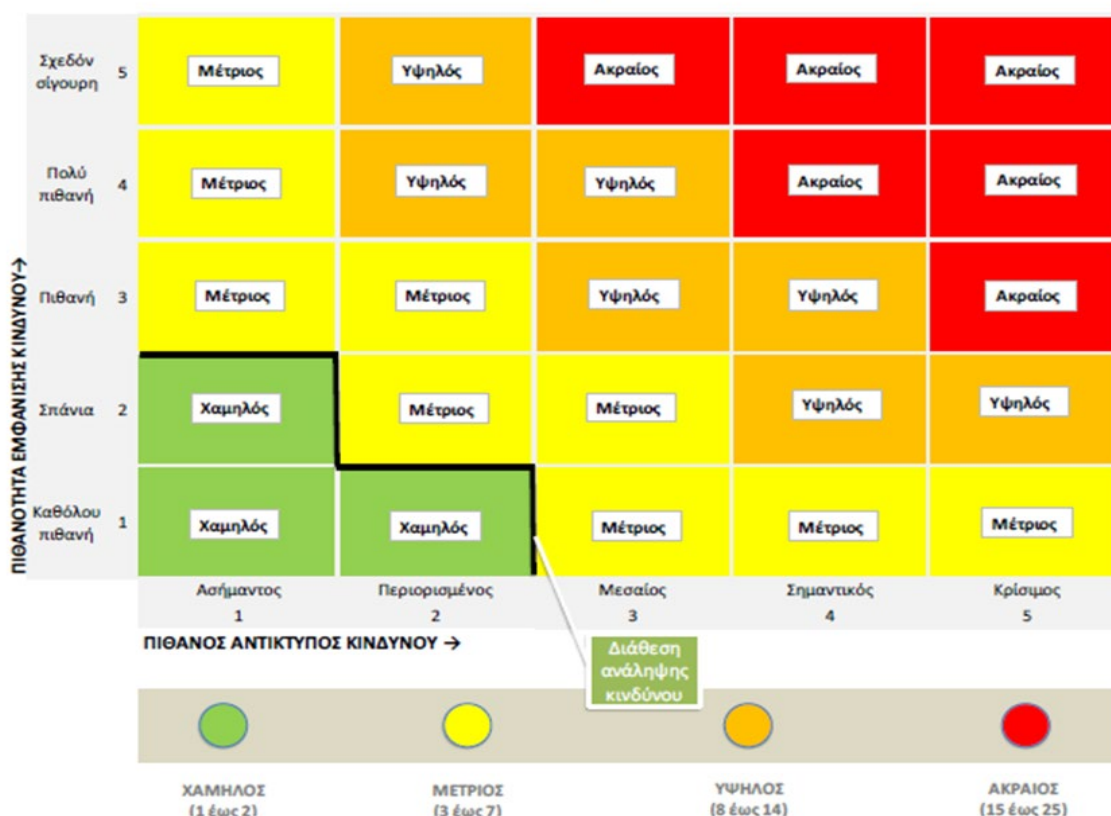 Σχεδόν
σίγουρη 5 Μέτριος Υψηλός Ακραίος Ακραίος Ακραίος
Πολύ
πιθανή 4 Μέτριος Υψηλός Υψηλός Ακραίος Ακραίος
Πιθανή 3 Μέτριος Μέτριος Υψηλός Υψηλός Ακραίος
Σπάνια 2 Χαμηλός Μέτριος Μέτριος Υψηλός Υψηλός
Καθόλου
πιθανή 1 Χαμηλός Χαμηλός Μέτριος Μέτριος Μέτριος
ΠΙΘΑΝΟΤΗΤΑ ΕΜΦΑΝΙΣΗΣ ΚΙΝΔΥΝΟΥ→
Ασήμαντος Περιορισμένος Μεσαίος Σημαντικός Κρίσιμος
1 2 3 4 5
ΠΙΘΑΝΟΣ ΑΝΤΙΚΤΥΠΟΣ ΚΙΝΔΥΝΟΥ →
Διάθεση
ανάληψης
κινδύνου
ΧΑΜΗΛΟΣ ΜΕΤΡΙΟΣ ΥΨΗΛΟΣ ΑΚΡΑΙΟΣ
(1 έως 2) (3 έως 7) (8 έως 14) (15 έως 25)